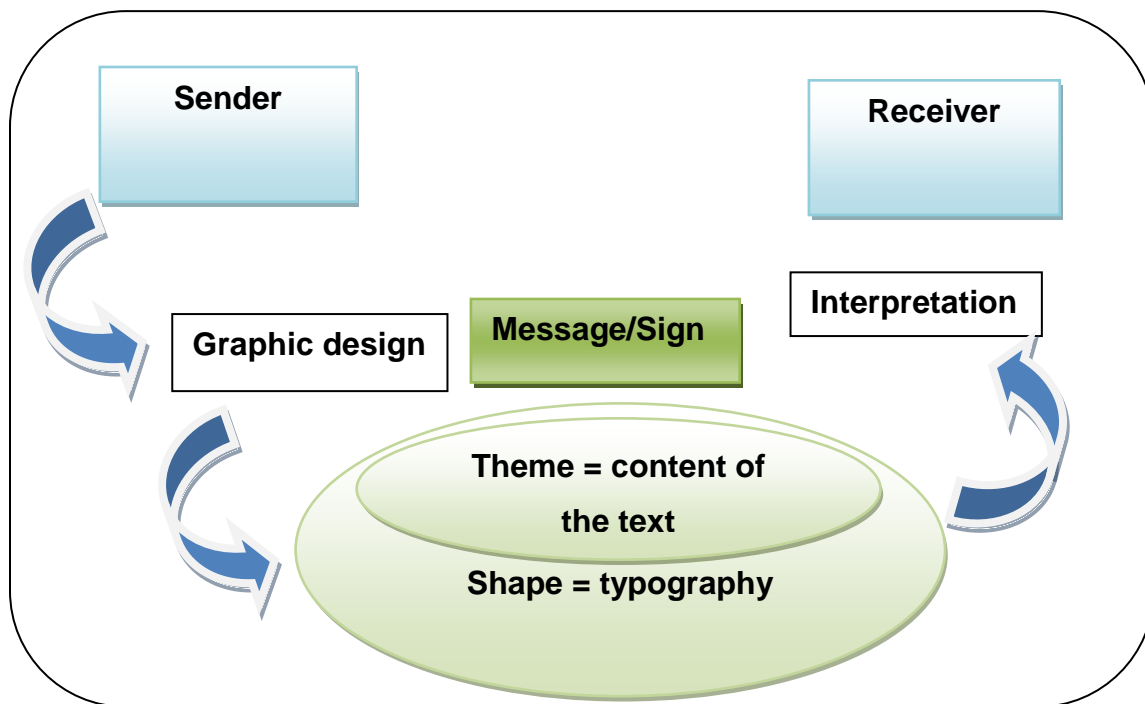 Sender
Receiver
Interpretation
Message/Sign
Graphic design
Theme = content of
the text
Shape = typography